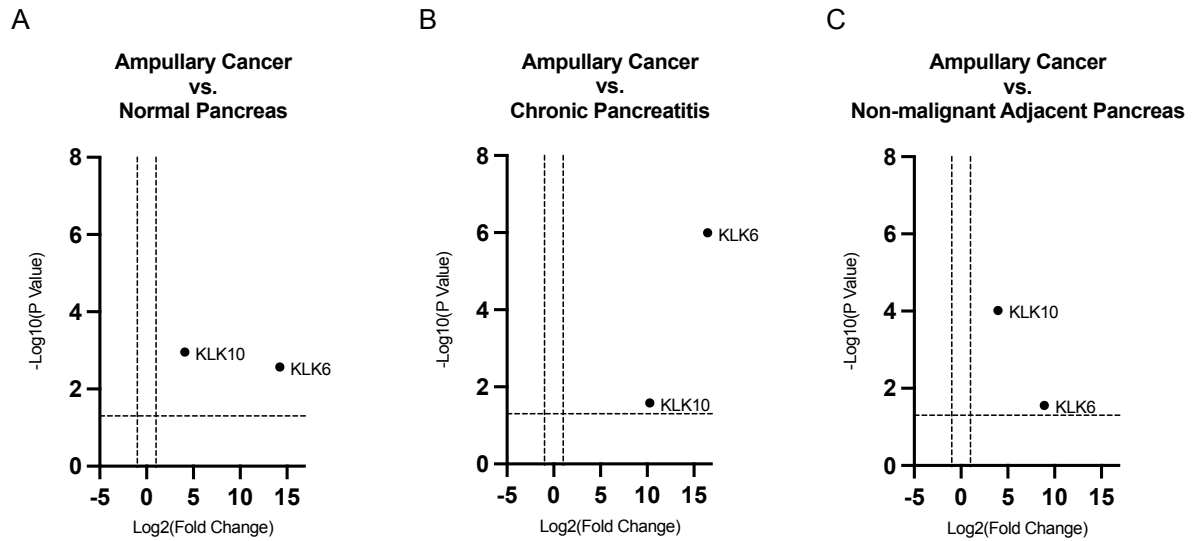 A
Ampullary Cancer
vs.
Normal Pancreas
8
6
4
2
0
-5
0
5
10
15
-Log10(P Value)
Log2(Fold Change)
KLK10
KLK6
B
Ampullary Cancer
vs.
Chronic Pancreatitis
8
6
4
2
0
-5
0
5
10
15
-Log10(P Value)
Log2(Fold Change)
KLK6
KLK10
C
Ampullary Cancer
vs.
Non-malignant Adjacent Pancreas
8
6
4
2
0
-5
0
5
10
15
-Log10(P Value)
Log2(Fold Change)
KLK10
KLK6